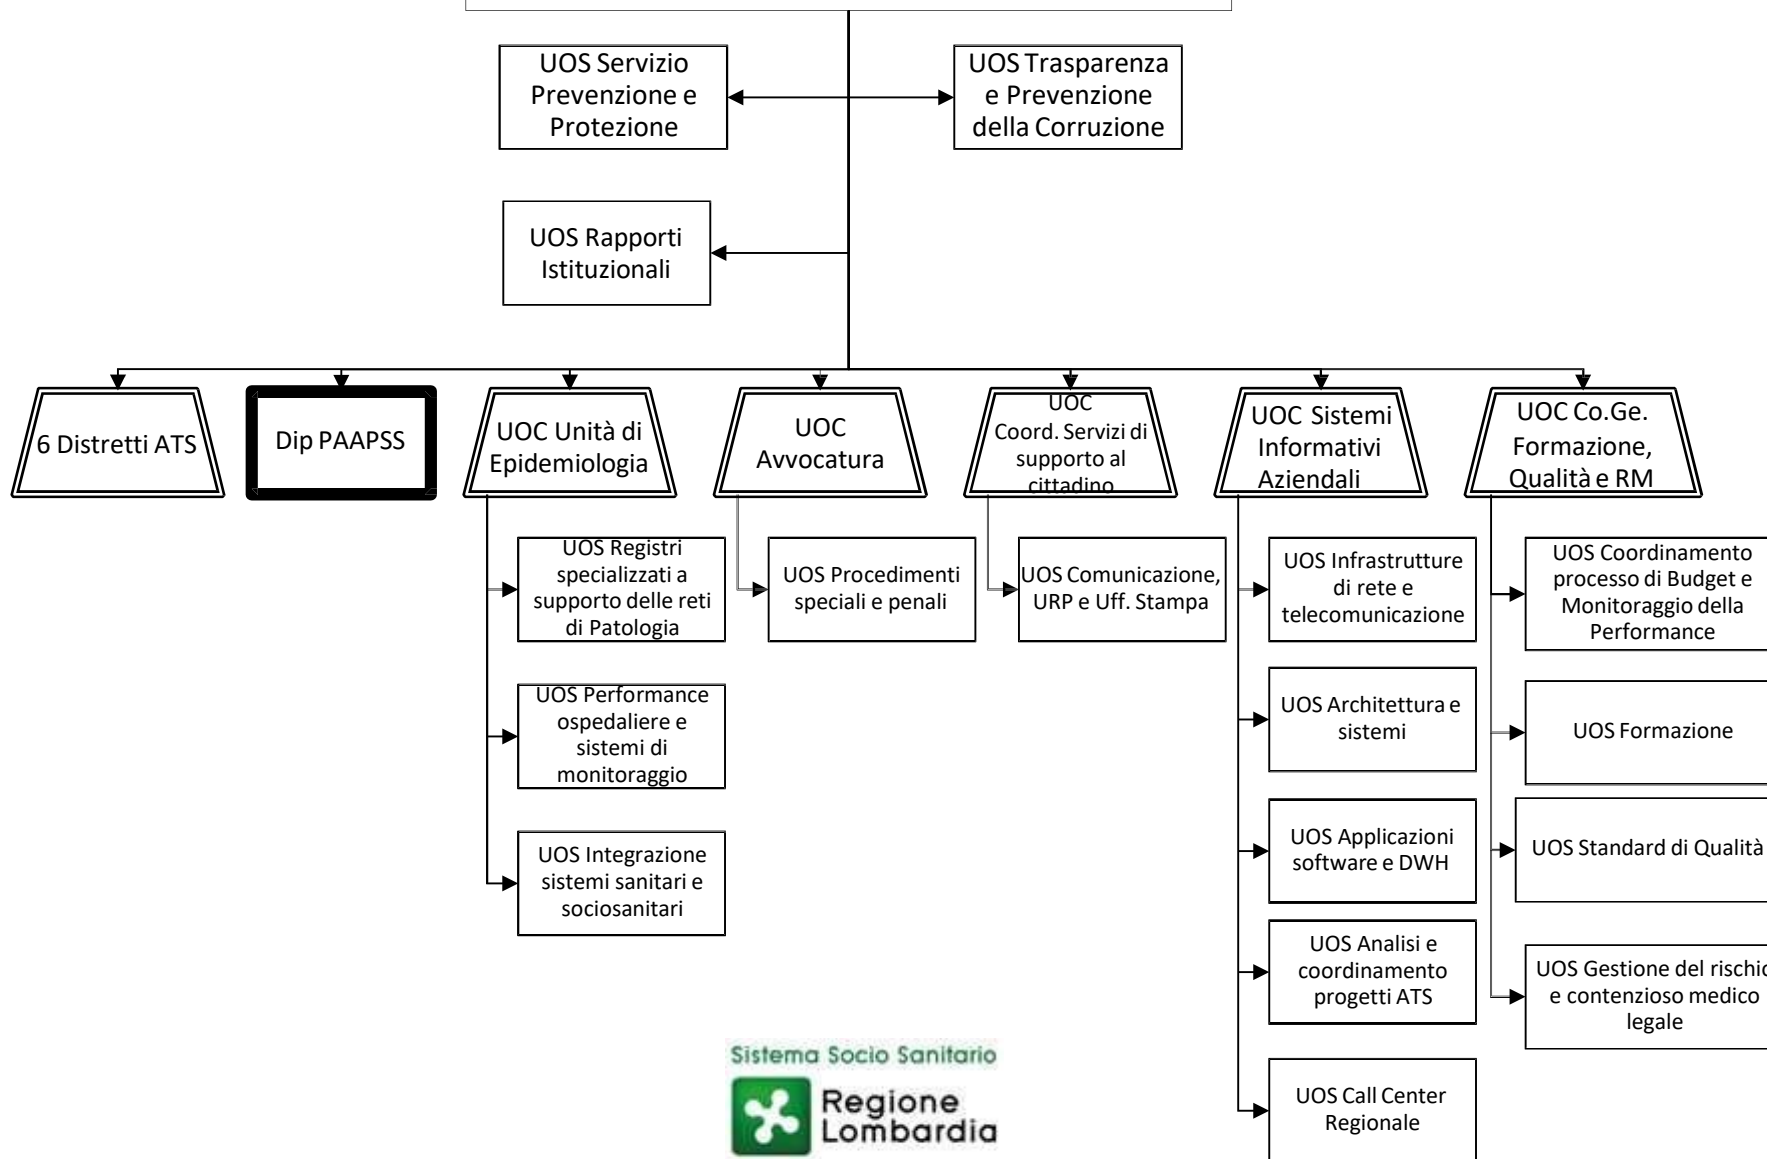 UOS Servizio
Prevenzione e
Protezione
UOS Trasparenza
e Prevenzione
della Corruzione
UOS Rapporti
Istituzionali
6 Distretti ATS
Dip PAAPSS
UOC Unità di
Epidemiologia
UOC
Avvocatura
UOC
Coord. Servizi di
supporto al
cittadino
UOC Sistemi
Informativi
Aziendali
UOC Co.Ge.
Formazione,
Qualità e RM
UOS Registri
specializzati a
supporto delle reti
di Patologia
UOS Performance
ospedaliere e
sistemi di
monitoraggio
UOS Integrazione
sistemi sanitari e
sociosanitari
UOS Procedimenti
speciali e penali
UOS Comunicazione,
URP e Uff. Stampa
UOS Infrastrutture
di rete e
telecomunicazione
UOS Architettura e
sistemi
UOS Applicazioni
software e DWH
UOS Analisi e
coordinamento
progetti ATS
UOS Call Center
Regionale
UOS Coordinamento
processo di Budget e
Monitoraggio della
Performance
UOS Formazione
UOS Standard di Qualità
UOS Gestione del rischio
e contenzioso medico
legale
Sistema Socio Sanitario
Regione
Lombardia